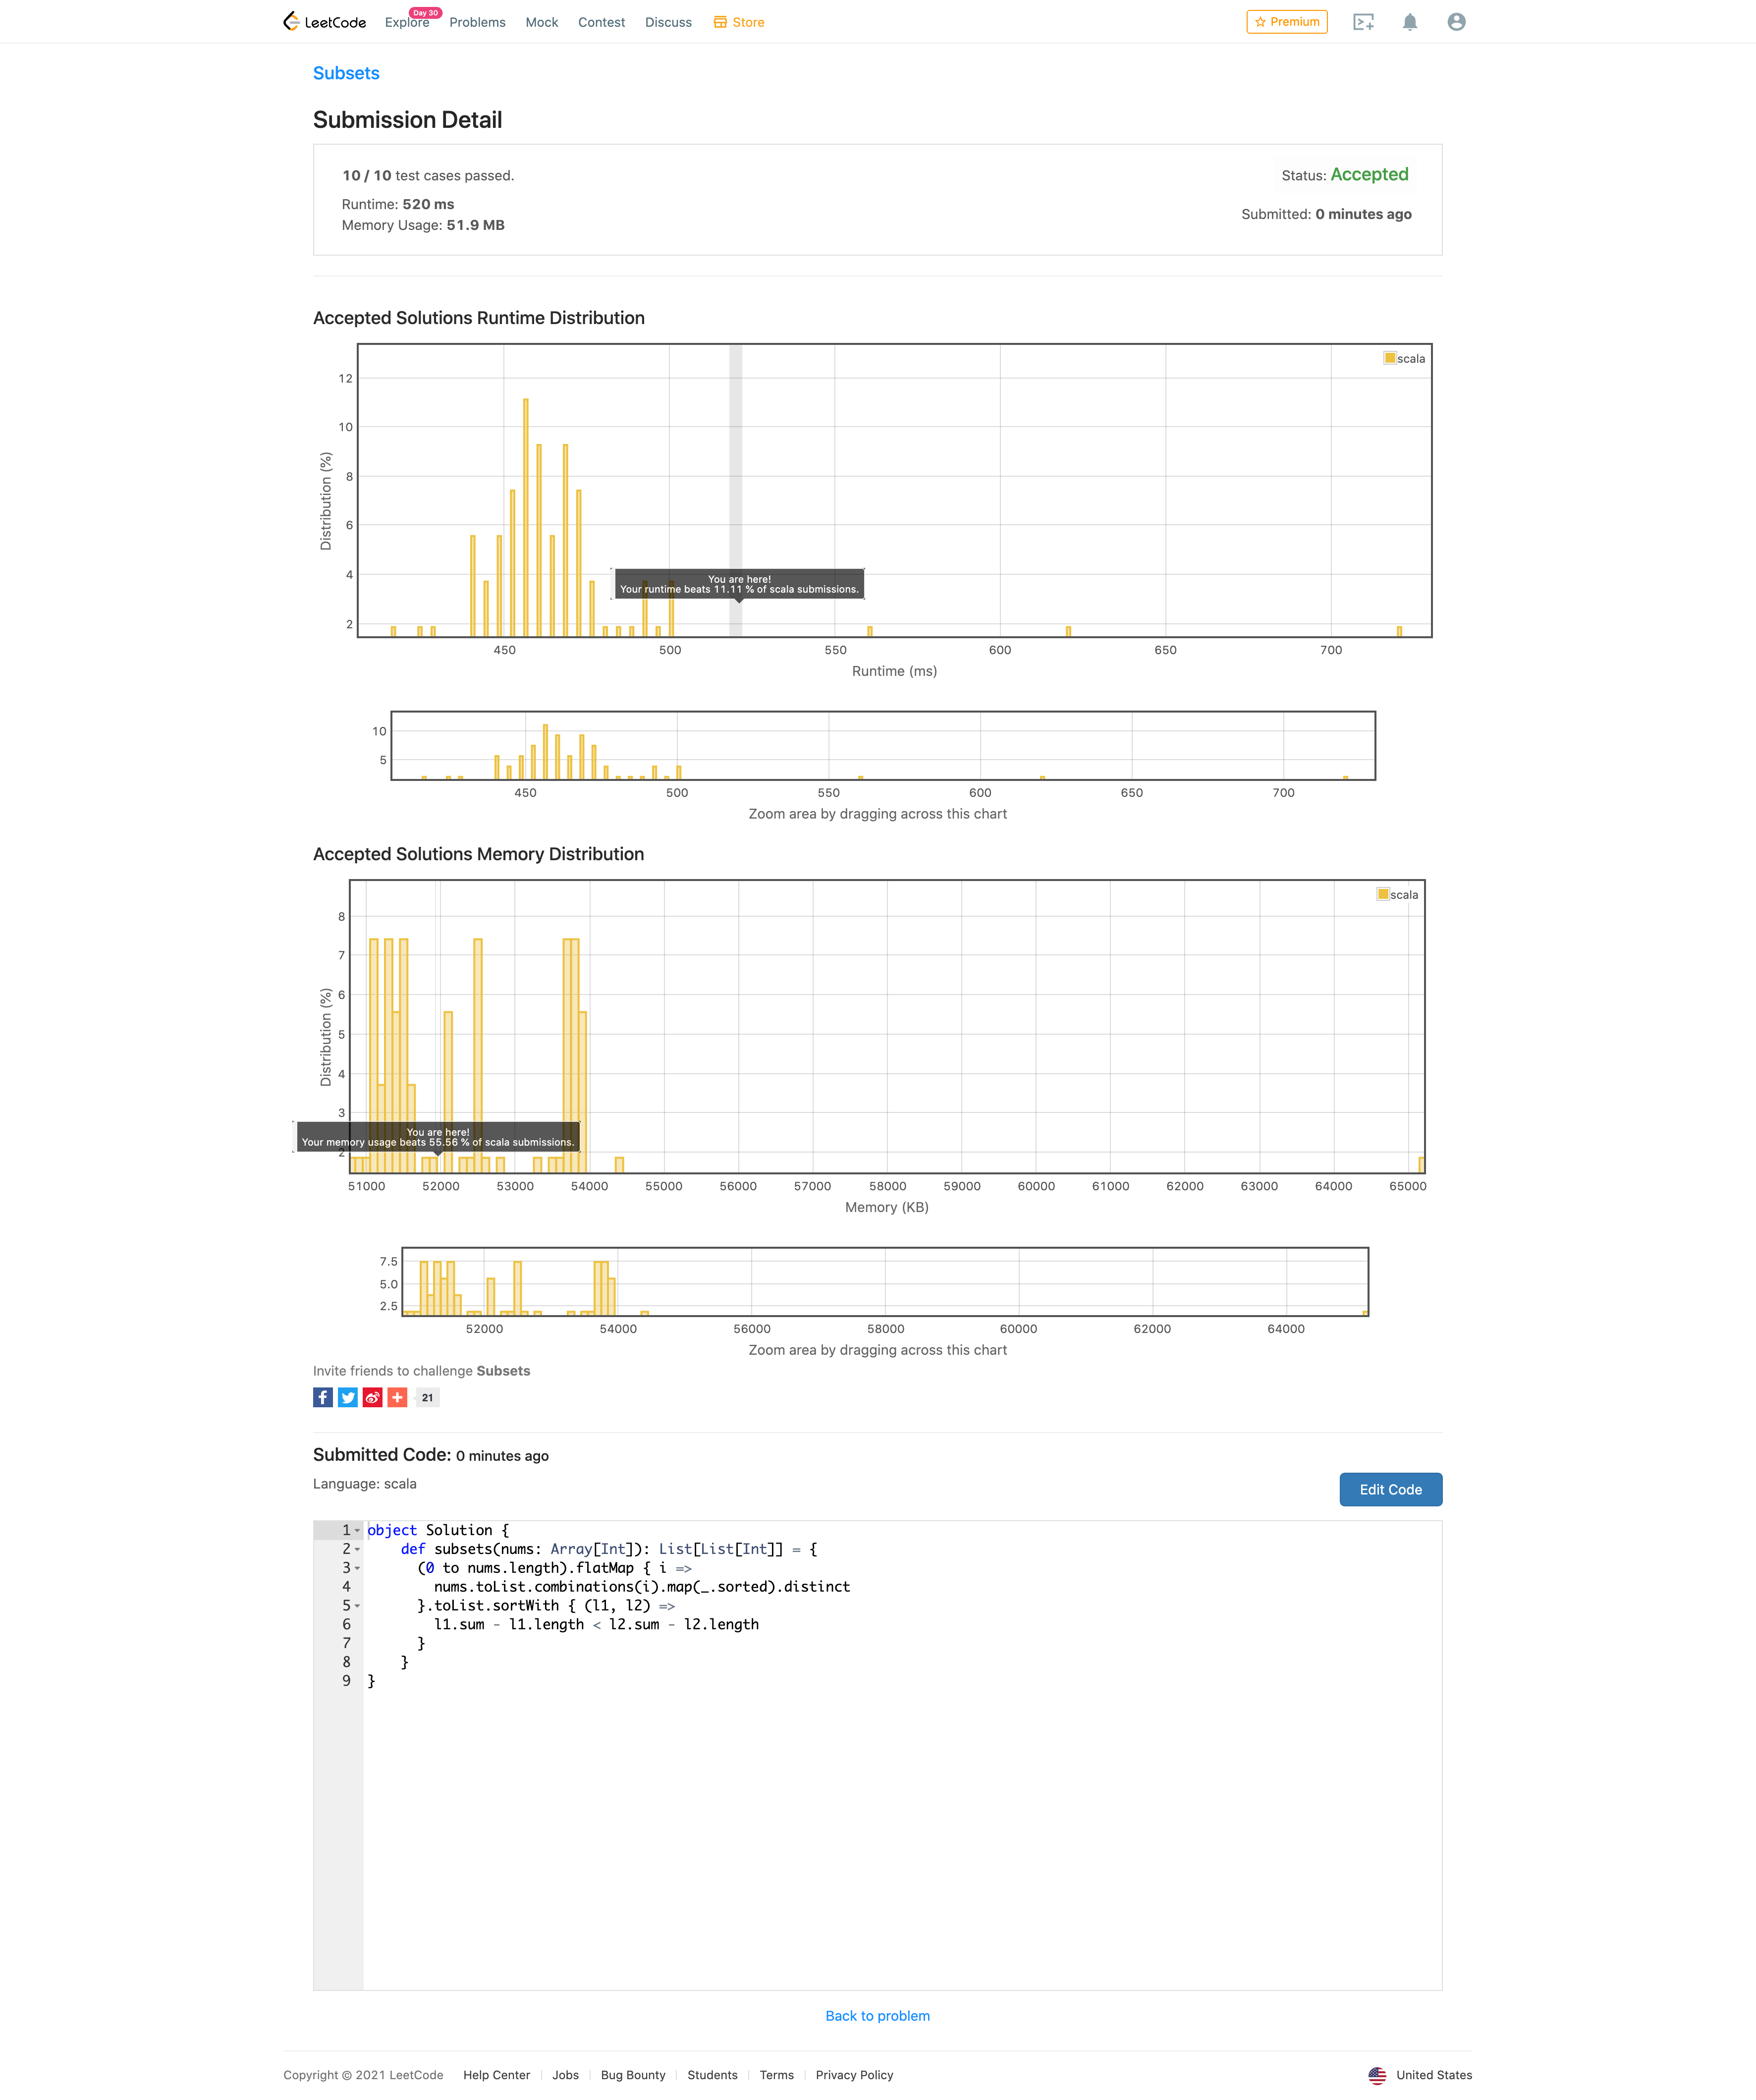 LeetCode Explore Day 30 Problems Mock Contest Discuss Store Premium
Subsets
Submission Detail
10 / 10 test cases passed.
Status: Accepted
Runtime: 520 ms
Submitted: 0 minutes ago
Memory Usage: 51.9 MB
Accepted Solutions Runtime Distribution
scala
12
10
8
6
4
2
Distribution (%)
You are here!
Your runtime beats 11.11 % of scala submissions.
450 500 550 600 650 700
Runtime (ms)
10
5
450 500 550 600 650 700
Zoom area by dragging across this chart
Accepted Solutions Memory Distribution
scala
8
7
6
5
4
3
2
Distribution (%)
You are here!
Your memory usage beats 55.56 % of scala submissions.
51000 52000 53000 54000 55000 56000 57000 58000 59000 60000 61000 62000 63000 64000 65000
Memory (KB)
7.5
5.0
2.5
52000 54000 56000 58000 60000 62000 64000
Zoom area by dragging across this chart
Invite friends to challenge Subsets
21
Submitted Code: 0 minutes ago
Language: scala
Edit Code
1 object Solution {
2     def subsets(nums: Array[Int]): List[List[Int]] = {
3       (0 to nums.length).flatMap { i =>
4         nums.toList.combinations(i).map(_.sorted).distinct
5       }.toList.sortWith { (l1, l2) =>
6         l1.sum - l1.length < l2.sum - l2.length
7       }
8     }
9 }
Back to problem
Copyright © 2021 LeetCode Help Center Jobs Bug Bounty Students Terms Privacy Policy United States